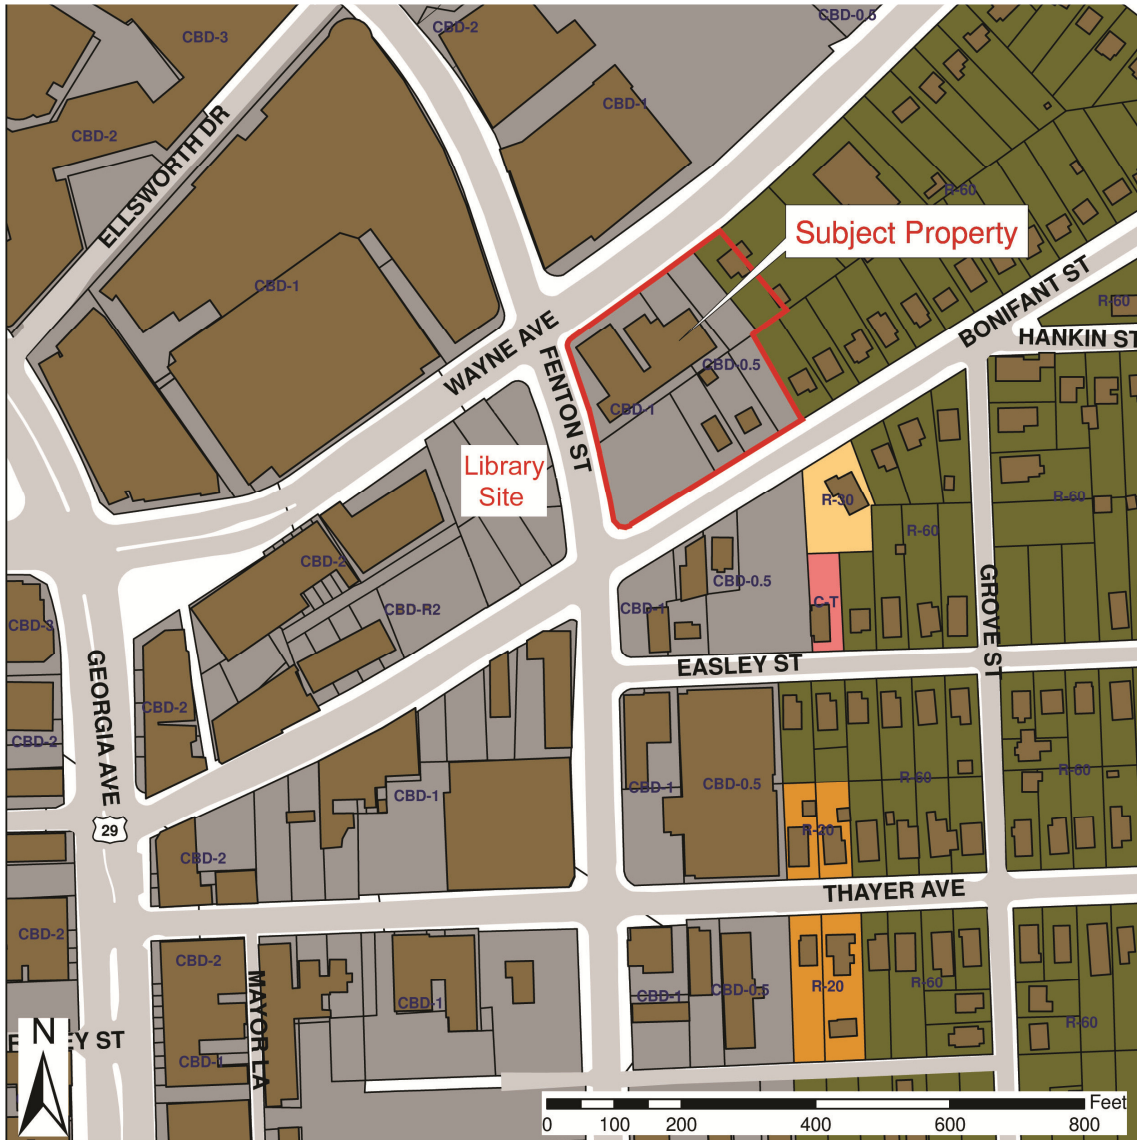 CBD-3
CBD-2
CBD-0.5
CBD-2
CBD-1
ELLSWORTH DR
R-60
Subject Property
CBD-1
BONIFANT ST
R-60
HANKIN ST
WAYNE AVE
FENTON ST
CBD-0.5
CBD-1
Library
Site
R-30
R-60
R-60
CBD-2
CBD-0.5
CBD-R2
CBD-1
C-T
GROVE ST
CBD-3
EASLEY ST
GEORGIA AVE
CBD-2
CBD-2
CBD-1
CBD-1
CBD-0.5
R-60
R-60
29
R-20
CBD-2
THAYER AVE
CBD-2
CBD-2
MAYOR LA
CBD-1
CBD-1
CBD-0.5
R-20
R-60
R-60
N
EY ST
CBD-1
Feet
0 100 200 400 600 800